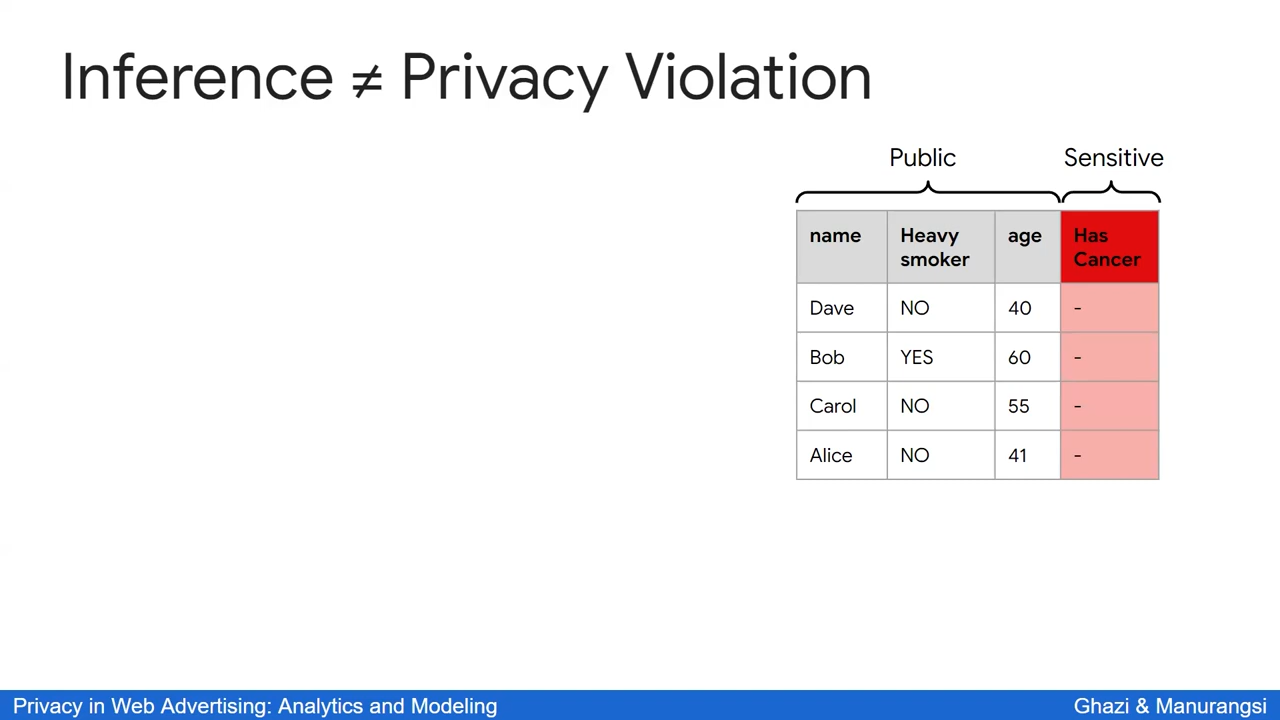 Inference ≠ Privacy Violation
Public Sensitive
name Heavy smoker age Has Cancer
Dave NO 40 -
Bob YES 60 -
Carol NO 55 -
Alice NO 41 -
Privacy in Web Advertising: Analytics and Modeling Ghazi & Manurangsi